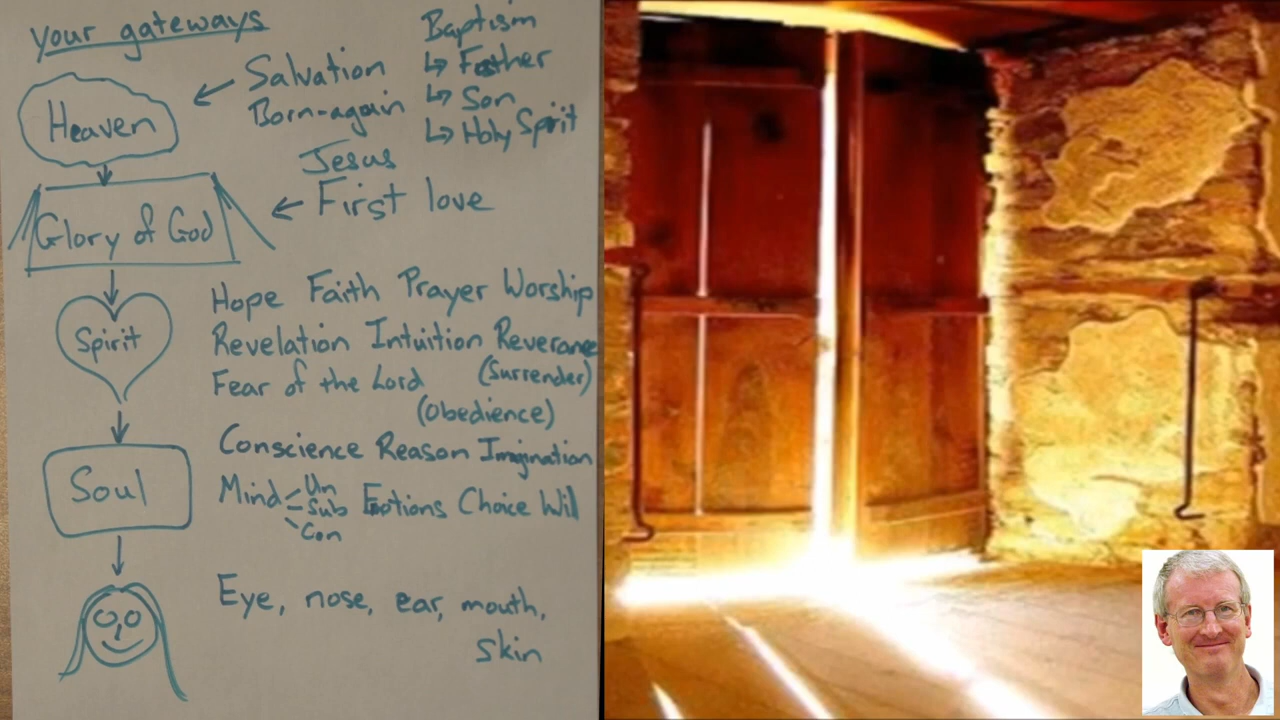 your gateways
Heaven
Salvation
Born-again
Baptism
↳ Father
↳ Son
↳ Holy Spirit
Glory of God
Jesus
First love
Spirit
Hope Faith Prayer Worship
Revelation Intuition Reverance
Fear of the Lord (Surrender)
(Obedience)
Soul
Conscience Reason Imagination
Mind Un Sub Con Emotions Choice Will
Eye, nose, ear, mouth,
skin